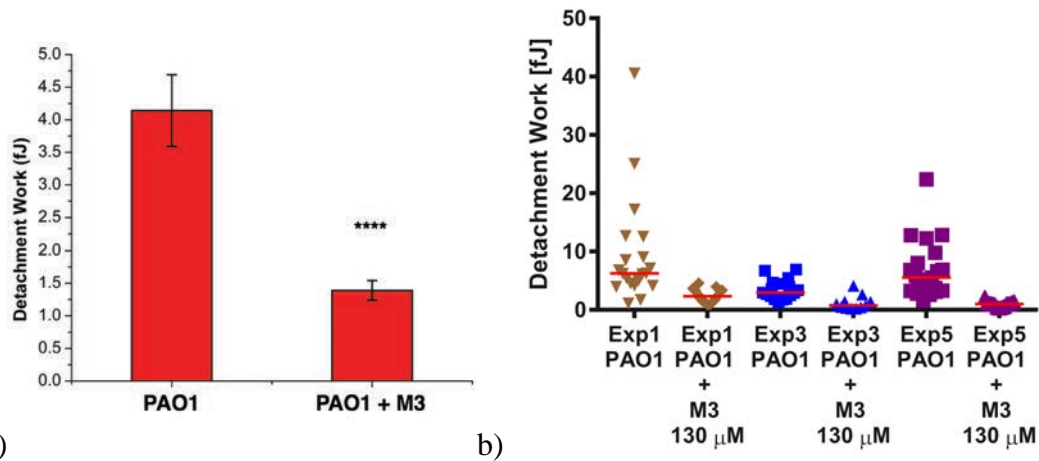 5.0
4.5
4.0
3.5
3.0
2.5
2.0
1.5
1.0
0.5
0.0
Detachment Work (fJ)
****
PAO1 PAO1 + M3
)
b)
50
40
30
20
10
0
Detachment Work [fJ]
Exp1 Exp1 Exp3 Exp3 Exp5 Exp5
PAO1 PAO1 PAO1 PAO1 PAO1 PAO1
+ + +
M3 M3 M3
130 μM 130 μM 130 μM